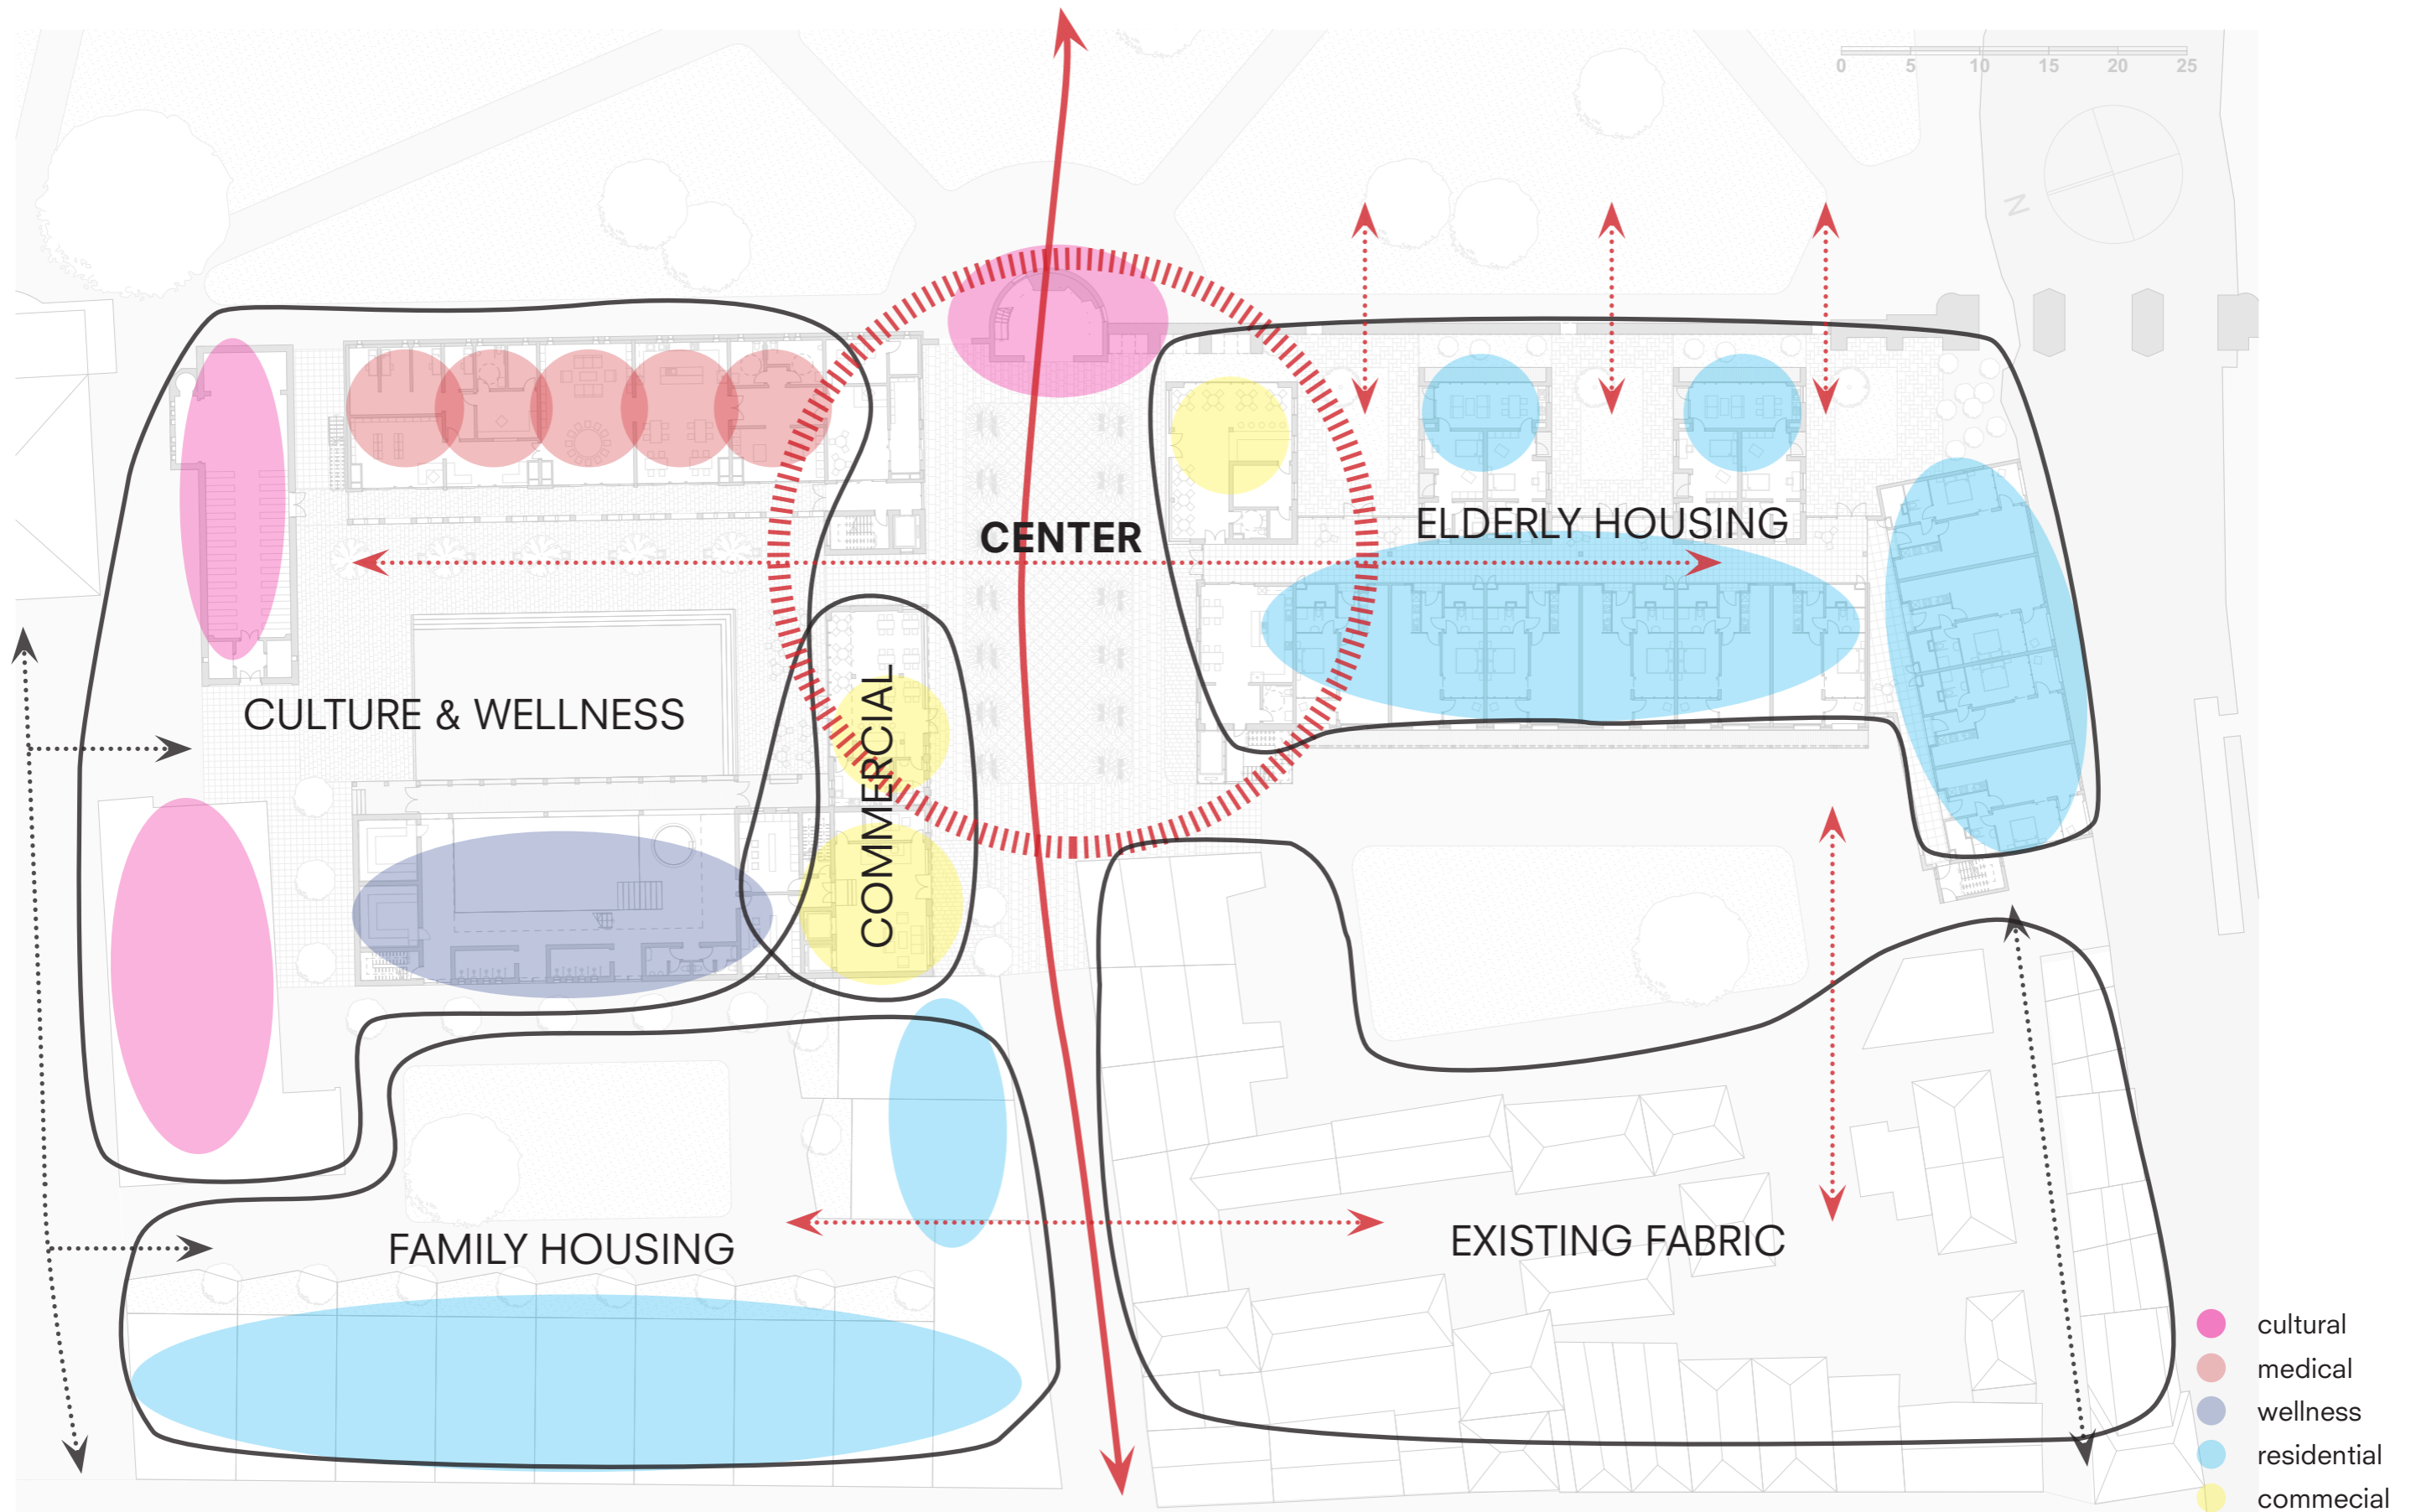 0 5 10 15 20 25
N
CENTER
ELDERLY HOUSING
CULTURE & WELLNESS
COMMERCIAL
FAMILY HOUSING
EXISTING FABRIC
cultural
medical
wellness
residential
commecial